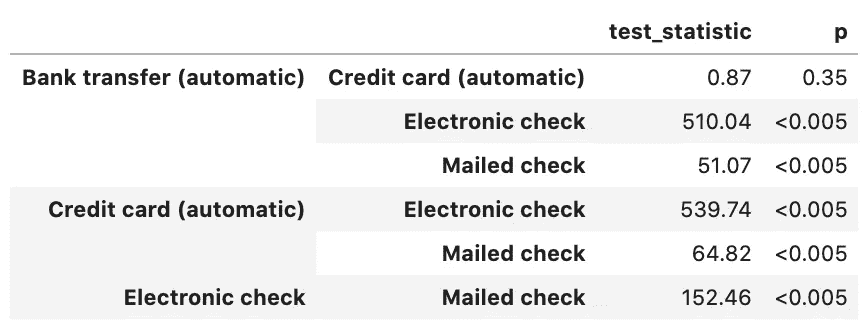 test_statistic p
Bank transfer (automatic) Credit card (automatic) 0.87 0.35
Electronic check 510.04 <0.005
Mailed check 51.07 <0.005
Credit card (automatic) Electronic check 539.74 <0.005
Mailed check 64.82 <0.005
Electronic check Mailed check 152.46 <0.005